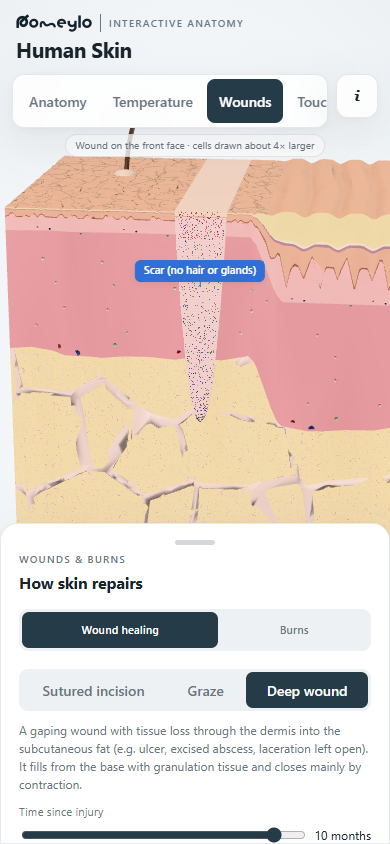 Domeylo | INTERACTIVE ANATOMY
Human Skin
Anatomy Temperature Wounds Touc
i
Wound on the front face · cells drawn about 4× larger
Scar (no hair or glands)
WOUNDS & BURNS
How skin repairs
Wound healing Burns
Sutured incision Graze Deep wound
A gaping wound with tissue loss through the dermis into the
subcutaneous fat (e.g. ulcer, excised abscess, laceration left open).
It fills from the base with granulation tissue and closes mainly by
contraction.
Time since injury
10 months